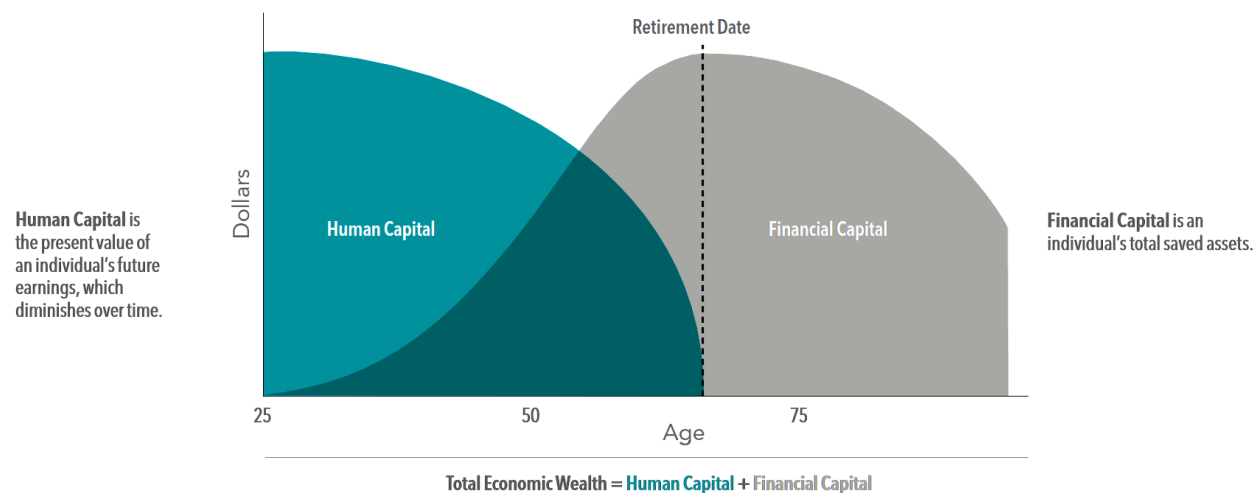 Retirement Date
Dollars
Human Capital is
the present value of
an individual's future
earnings, which
diminishes over time.
Human Capital
Financial Capital
Financial Capital is an
individual's total saved assets.
25 50 75
Age
Total Economic Wealth = Human Capital + Financial Capital